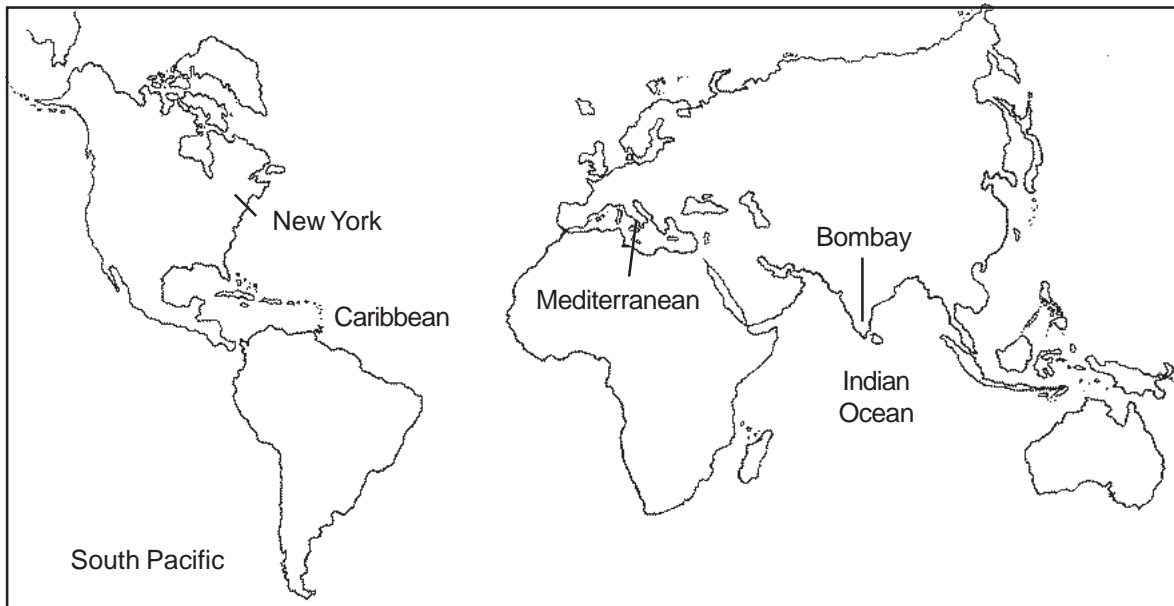 New York
Bombay
Mediterranean
Caribbean
Indian
Ocean
South Pacific